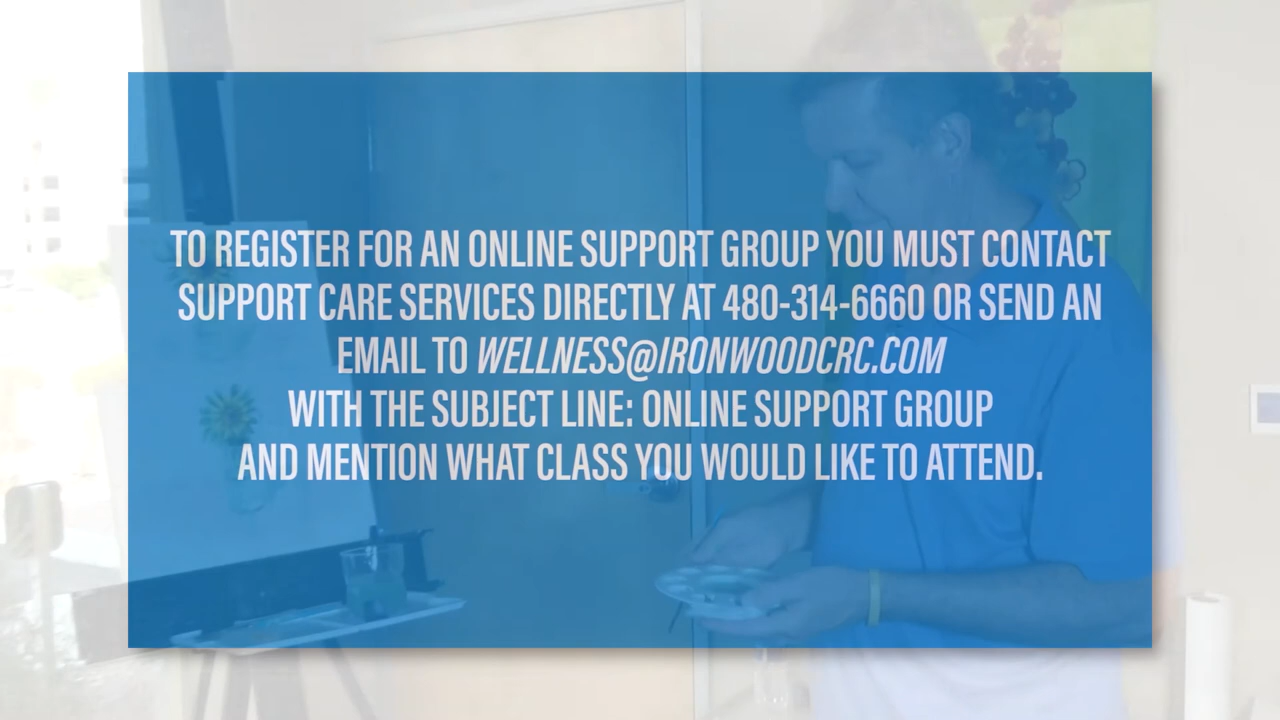 TO REGISTER FOR AN ONLINE SUPPORT GROUP YOU MUST CONTACT
SUPPORT CARE SERVICES DIRECTLY AT 480-314-6660 OR SEND AN
EMAIL TO WELLNESS@IRONWOODCRC.COM
WITH THE SUBJECT LINE: ONLINE SUPPORT GROUP
AND MENTION WHAT CLASS YOU WOULD LIKE TO ATTEND.